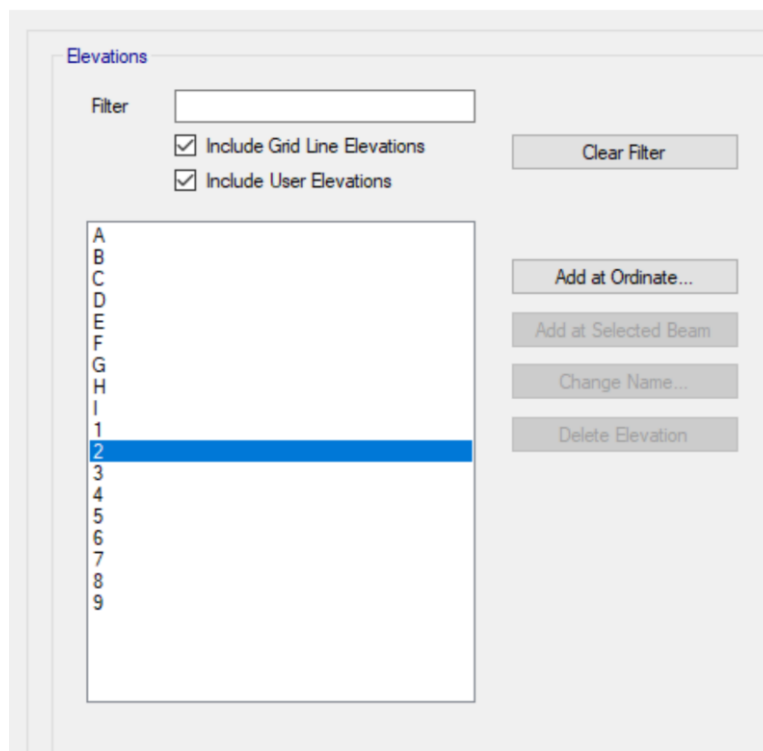 Elevations
Filter
Include Grid Line Elevations
Clear Filter
Include User Elevations
A
B
C
D
E
F
G
H
I
1
2
3
4
5
6
7
8
9
Add at Ordinate...
Add at Selected Beam
Change Name...
Delete Elevation